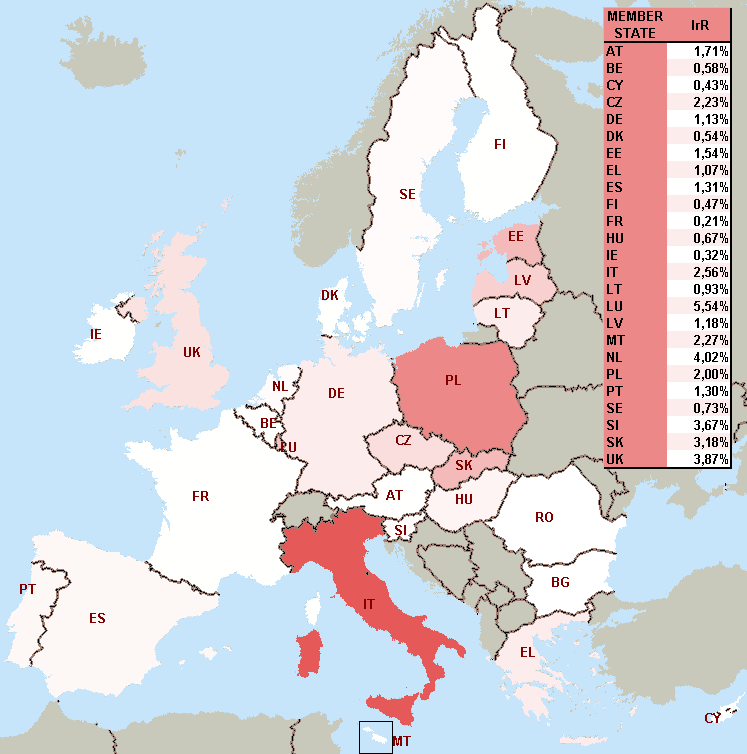 MEMBER STATE IrR
AT 1,71%
BE 0,58%
CY 0,43%
CZ 2,23%
DE 1,13%
DK 0,54%
EE 1,54%
EL 1,07%
ES 1,31%
FI 0,47%
FR 0,21%
HU 0,67%
IE 0,32%
IT 2,56%
LT 0,93%
LU 5,54%
LV 1,18%
MT 2,27%
NL 4,02%
PL 2,00%
PT 1,30%
SE 0,73%
SI 3,67%
SK 3,18%
UK 3,87%
FI
SE
EE
LV
DK
LT
IE
UK
NL
DE
PL
BE
CZ
LU
SK
FR
AT
HU
RO
SI
BG
PT
IT
ES
EL
CY
MT